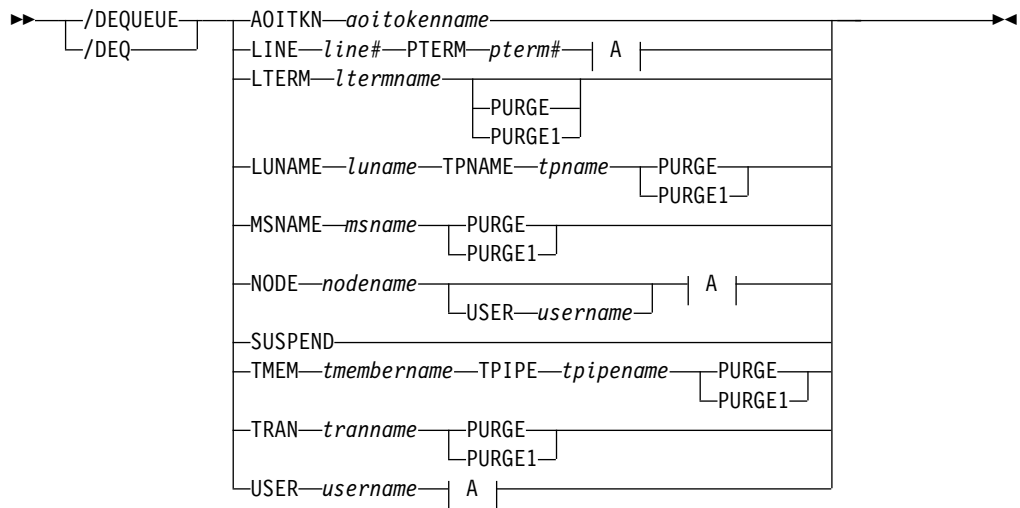 /DEQUEUE AOITKN aoitokenname
/DEQ LINE line# PTERM pterm# A
LTERM ltermname
PURGE
PURGE1
LUNAME luname TPNAME tpname PURGE
PURGE1
MSNAME msname PURGE
PURGE1
NODE nodename A
USER username
SUSPEND
TMEM tmembername TPIPE tpipename PURGE
PURGE1
TRAN tranname PURGE
PURGE1
USER username A